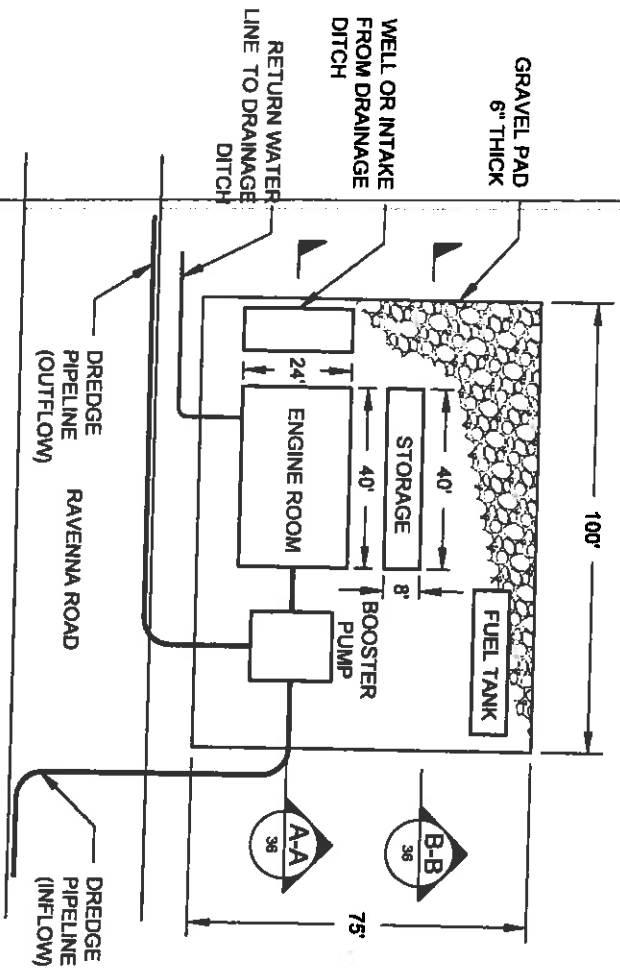 GRAVEL PAD
6" THICK
WELL OR INTAKE
FROM DRAINAGE
DITCH
RETURN WATER
LINE TO DRAINAGE
DITCH
100'
FUEL TANK
40'
STORAGE
8'
40'
24'
ENGINE ROOM
BOOSTER
PUMP
DREDGE
PIPELINE
(OUTFLOW)
RAVENNA ROAD
B-B
36
A-A
36
75'
DREDGE
PIPELINE
(INFLOW)